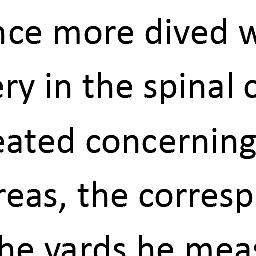 nce more dived w
ery in the spinal c
eated concerning
reas, the corresp
he yards he meas